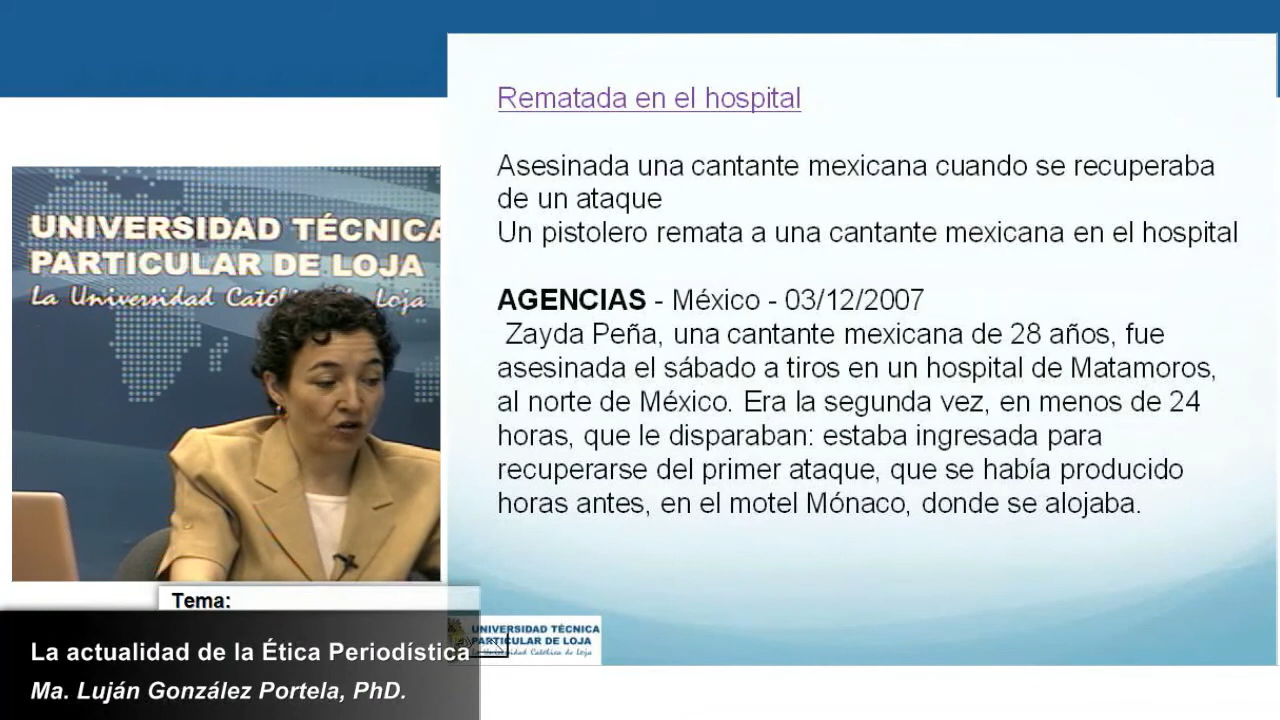 Rematada en el hospital
Asesinada una cantante mexicana cuando se recuperaba
de un ataque
Un pistolero remata a una cantante mexicana en el hospital
AGENCIAS - México - 03/12/2007
Zayda Peña, una cantante mexicana de 28 años, fue
asesinada el sábado a tiros en un hospital de Matamoros,
al norte de México. Era la segunda vez, en menos de 24
horas, que le disparaban: estaba ingresada para
recuperarse del primer ataque, que se había producido
horas antes, en el motel Mónaco, donde se alojaba.
UNIVERSIDAD TÉCNICA
PARTICULAR DE LOJA
La Universidad Católica de Loja
Tema:
La actualidad de la Ética Periodística
Ma. Luján González Portela, PhD.
UNIVERSIDAD TÉCNICA
PARTICULAR DE LOJA
La Universidad Católica de Loja